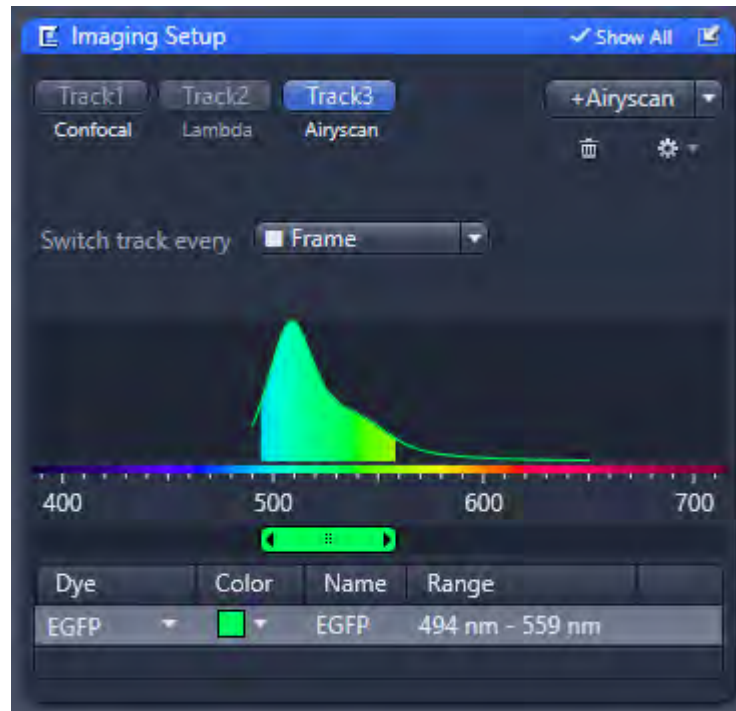 Imaging Setup Show All
Track1 Track2 Track3 +Airyscan
Confocal Lambda Airyscan
Switch track every Frame
400 500 600 700
Dye Color Name Range
EGFP EGFP 494 nm - 559 nm